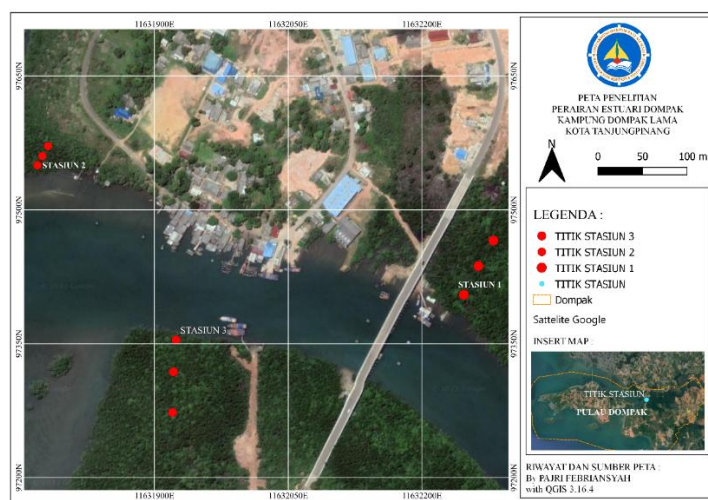 11631900E
11632050E
11632200E
97650N
97500N
97350N
97200N
97650N
97500N
97350N
97200N
STASIUN 2
STASIUN 1
STASIUN 3
11631900E
11632050E
11632200E
PETA PENELITIAN
PERAIRAN ESTUARI DOMPAK
KAMPUNG DOMPAK LAMA
KOTA TANJUNGPINANG
N
0 50 100 m
LEGENDA :
TITIK STASIUN 3
TITIK STASIUN 2
TITIK STASIUN 1
TITIK STASIUN
Dompak
Sattelite Google
INSERT MAP :
TITIK STASIUN
PULAU DOMPAK
RIWAYAT DAN SUMBER PETA :
By PAJRI FEBRIANSYAH
with QGIS 3.16.4